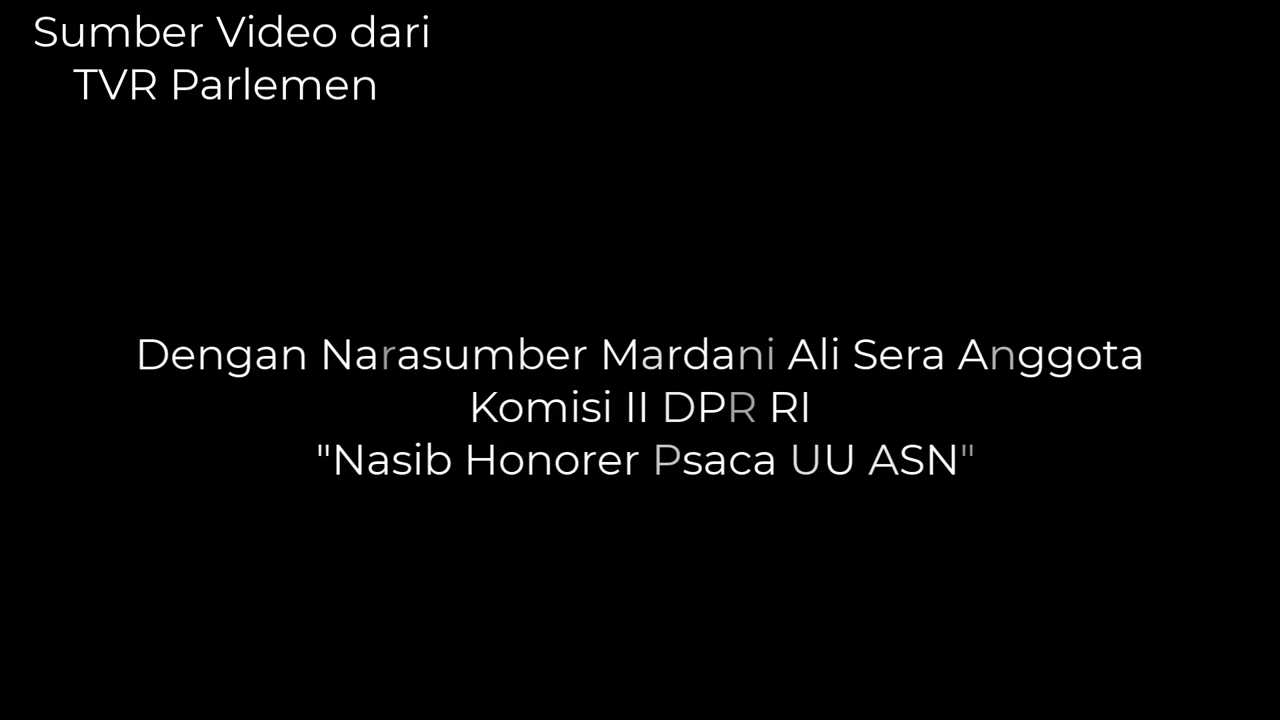 Sumber Video dari
TVR Parlemen
Dengan Narasumber Mardani Ali Sera Anggota
Komisi II DPR RI
"Nasib Honorer Psaca UU ASN"